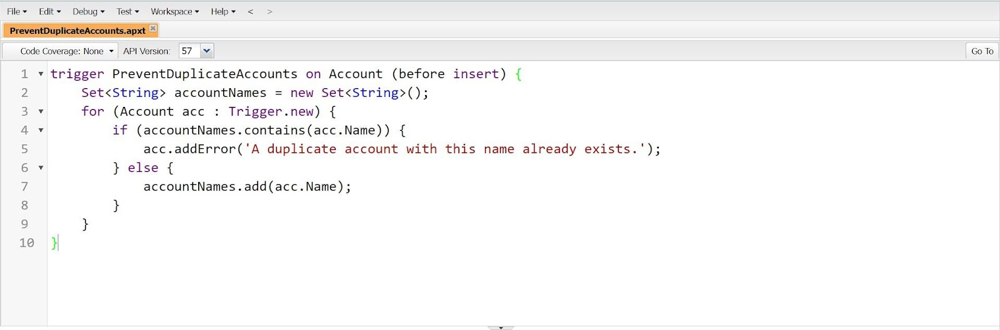 File Edit Debug Test Workspace Help < >
PreventDuplicateAccounts.apxt
Code Coverage: None API Version: 57 Go To
1 trigger PreventDuplicateAccounts on Account (before insert) {
2 Set<String> accountNames = new Set<String>();
3 for (Account acc : Trigger.new) {
4 if (accountNames.contains(acc.Name)) {
5 acc.addError('A duplicate account with this name already exists.');
6 } else {
7 accountNames.add(acc.Name);
8 }
9 }
10 }